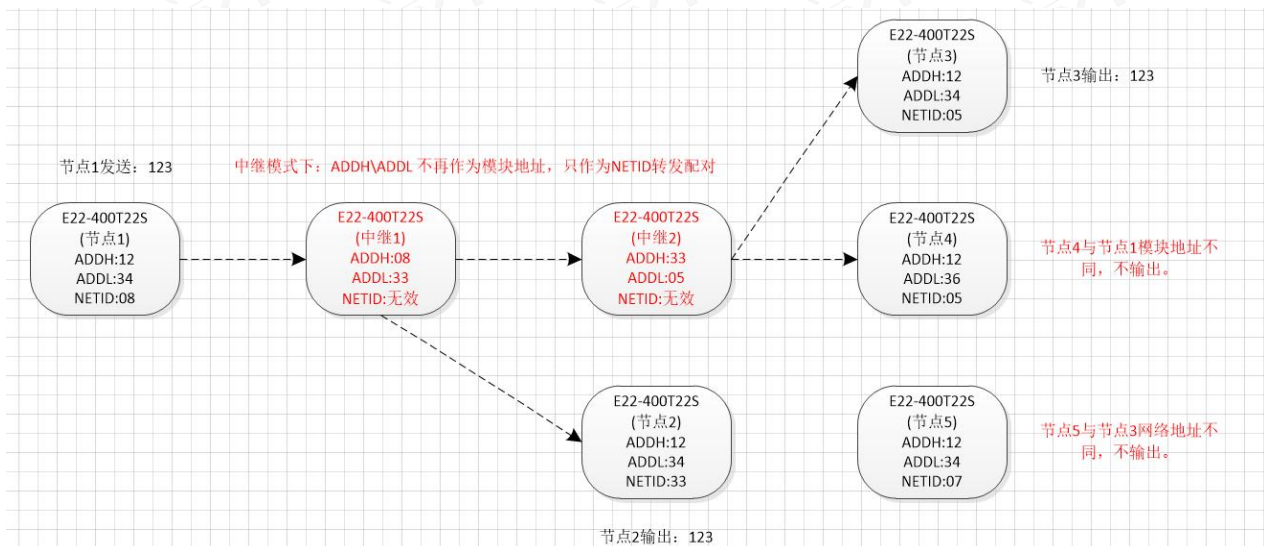 E22-400T22S
(节点3)
ADDH:12
ADDL:34
NETID:05
节点3输出：123
节点1发送：123
中继模式下：ADDH\ADDL 不再作为模块地址，只作为NETID转发配对
E22-400T22S
(节点1)
ADDH:12
ADDL:34
NETID:08
E22-400T22S
(中继1)
ADDH:08
ADDL:33
NETID:无效
E22-400T22S
(中继2)
ADDH:33
ADDL:05
NETID:无效
E22-400T22S
(节点4)
ADDH:12
ADDL:36
NETID:05
节点4与节点1模块地址不
同，不输出。
E22-400T22S
(节点2)
ADDH:12
ADDL:34
NETID:33
E22-400T22S
(节点5)
ADDH:12
ADDL:34
NETID:07
节点5与节点3网络地址不
同，不输出。
节点2输出：123